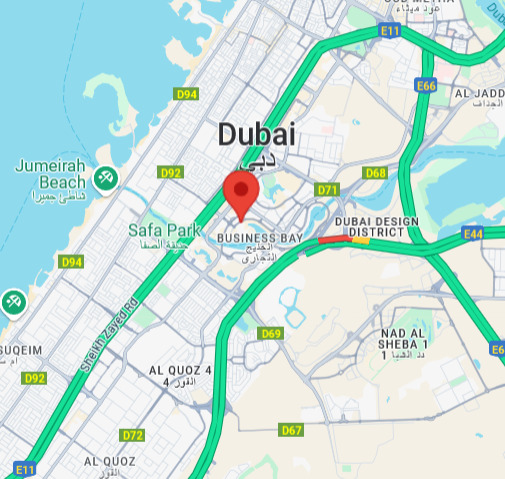 عود ميثاء
E11
D94
E66
AL JADD
الجداف
Dubai
دبي
Jumeirah
Beach
شاطئ جميرا
D92
D68
D71
Safa Park
حديقة الصفا
BUSINESS BAY
الخليج
التجاري
DUBAI DESIGN
DISTRICT
E44
D94
Sheikh Zayed Rd
D69
NAD AL
SHEBA 1
ند الشبا 1
SUQEIM
E6
AL QUOZ 4
القوز 4
D92
D72
D67
AL QUOZ
القوز
E11